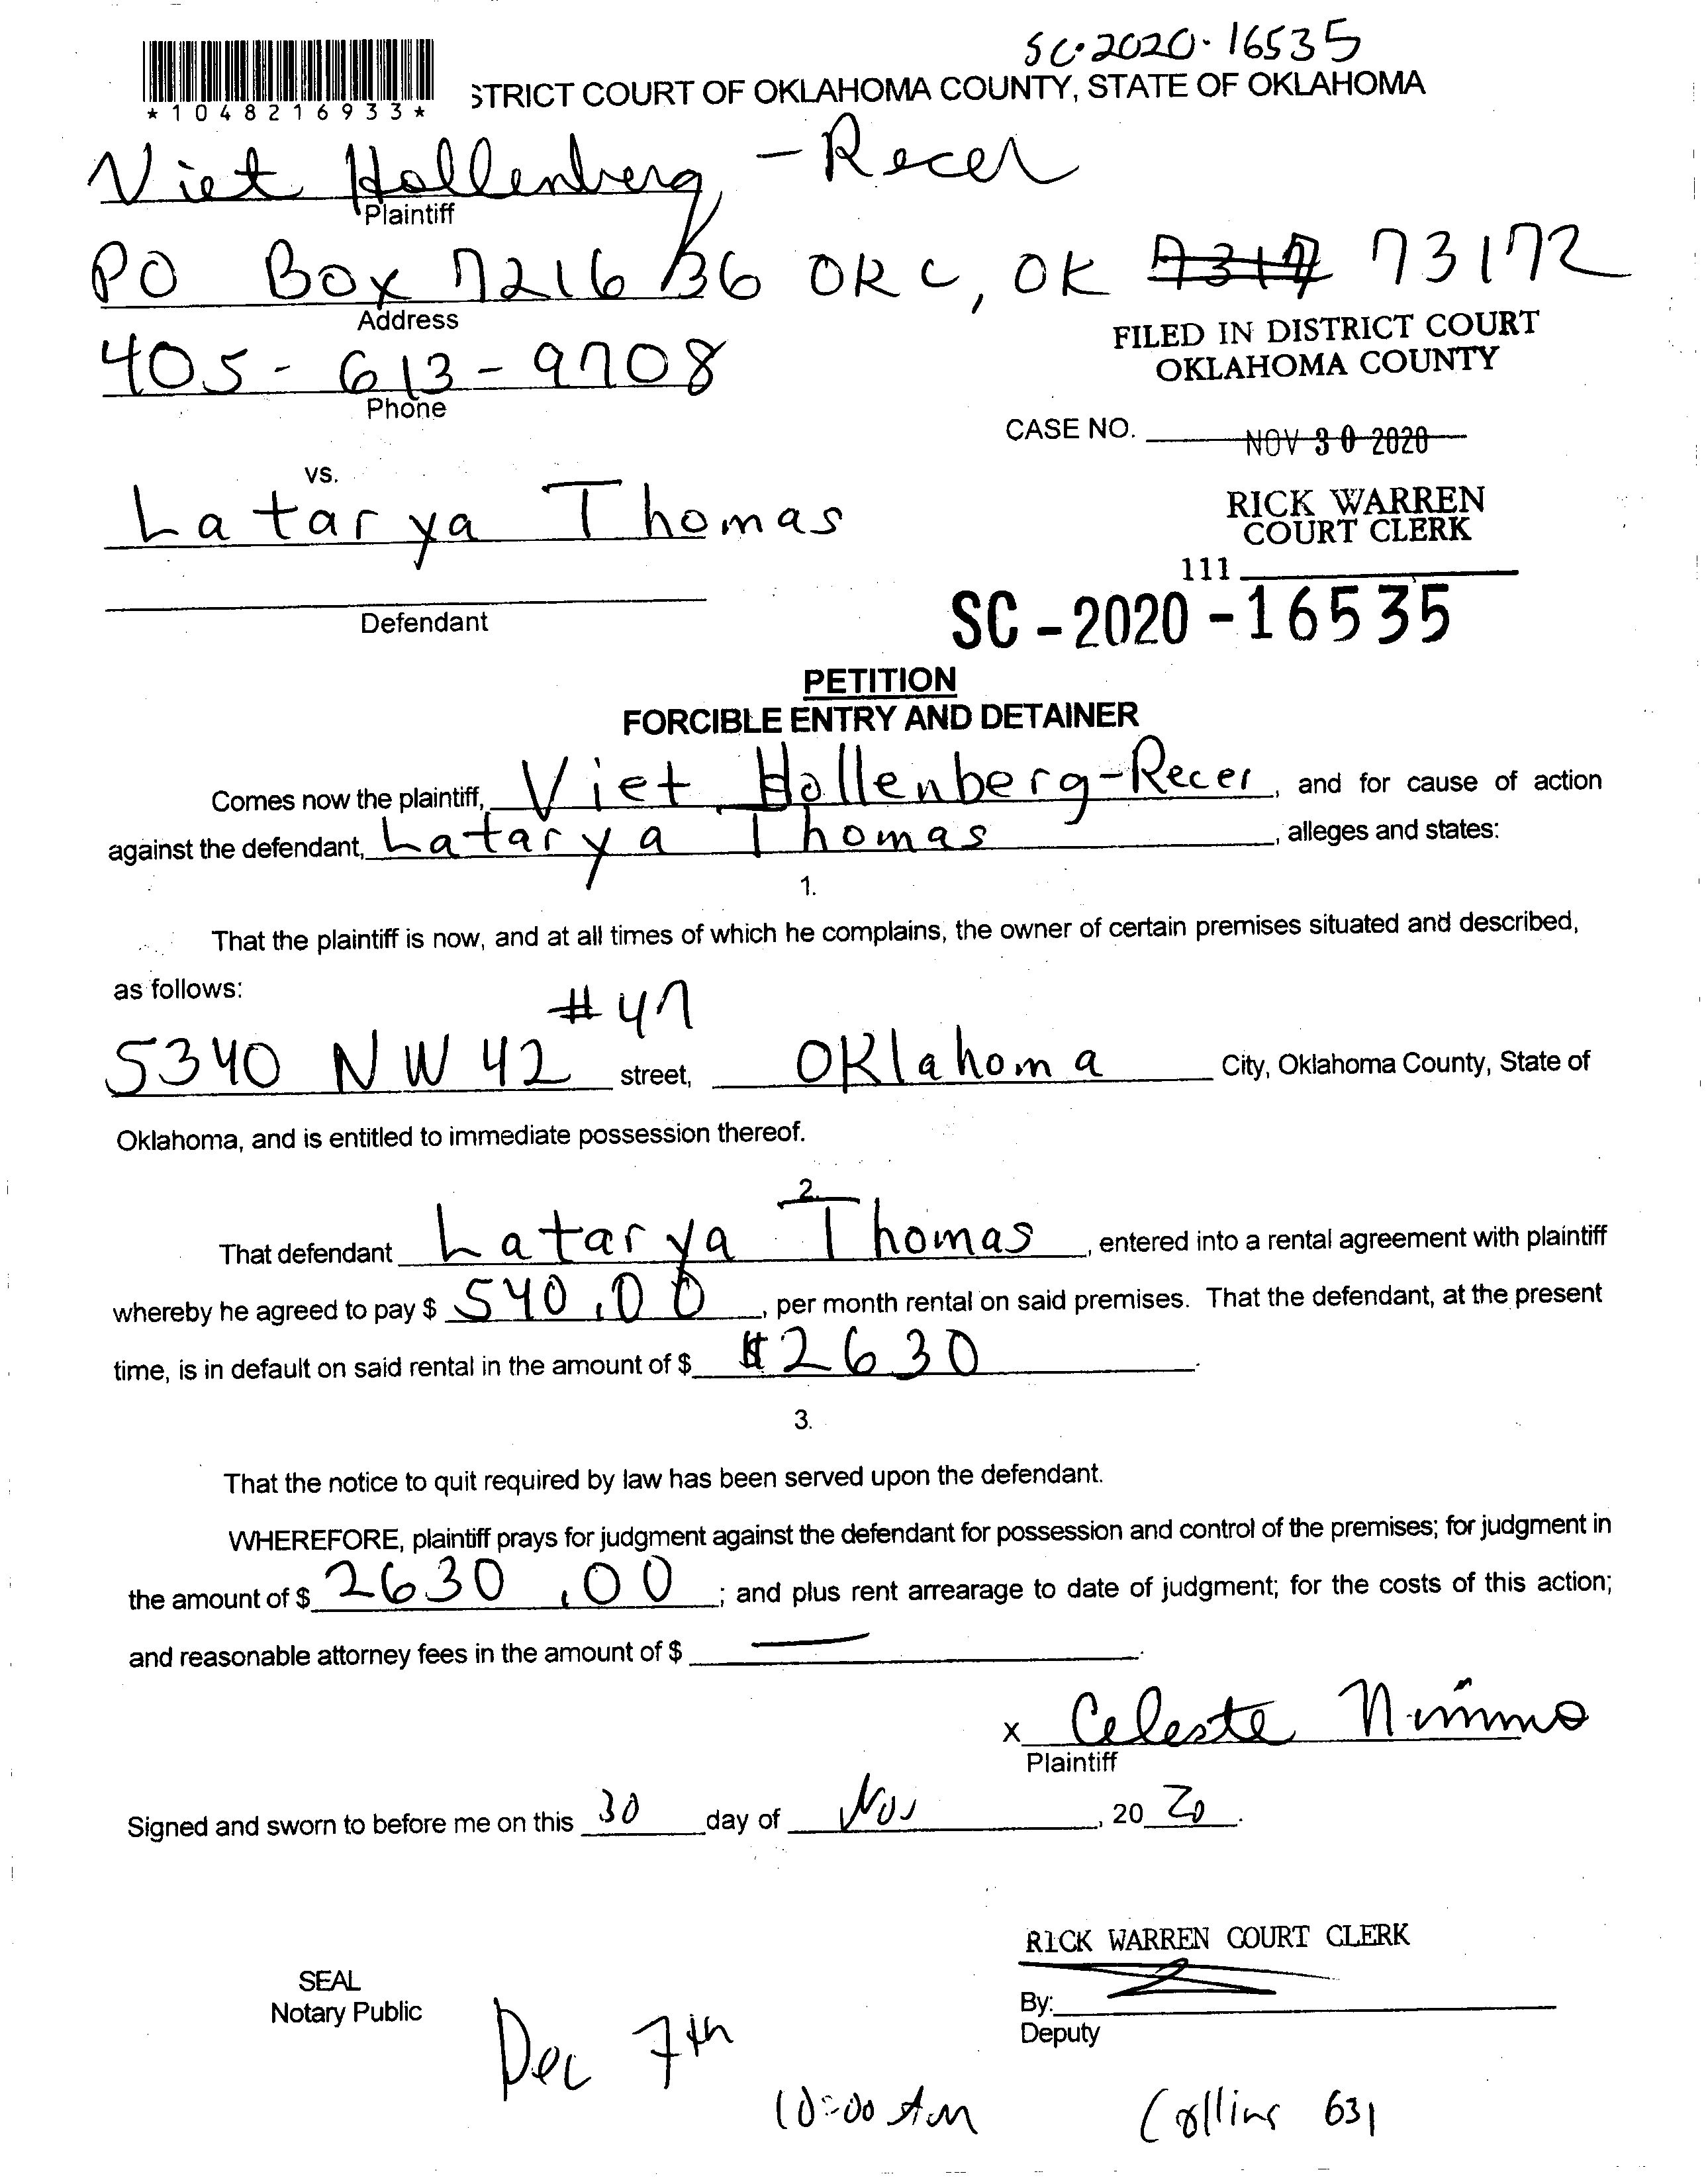 SC-2020-16535
*1048216933*
STRICT COURT OF OKLAHOMA COUNTY, STATE OF OKLAHOMA
Viet Hollenberg - Recer
Plaintiff
PO Box 721636 OKC, OK 73172
Address
FILED IN DISTRICT COURT
OKLAHOMA COUNTY
405-613-9708
Phone
CASE NO. NOV 30 2020
vs.
Latarya Thomas
RICK WARREN
COURT CLERK
111
Defendant
SC-2020-16535
PETITION
FORCIBLE ENTRY AND DETAINER
Comes now the plaintiff, Viet Hollenberg-Recer, and for cause of action
against the defendant, Latarya Thomas, alleges and states:
1.
That the plaintiff is now, and at all times of which he complains, the owner of certain premises situated and described,
as follows:
#47
5340 NW 42 street, Oklahoma City, Oklahoma County, State of
Oklahoma, and is entitled to immediate possession thereof.
2.
That defendant Latarya Thomas, entered into a rental agreement with plaintiff
whereby he agreed to pay $ 540.00, per month rental on said premises. That the defendant, at the present
time, is in default on said rental in the amount of $ $2630.
3.
That the notice to quit required by law has been served upon the defendant.
WHEREFORE, plaintiff prays for judgment against the defendant for possession and control of the premises; for judgment in
the amount of $ 2630.00; and plus rent arrearage to date of judgment; for the costs of this action;
and reasonable attorney fees in the amount of $ —.
x Celeste Nimmo
Plaintiff
Signed and sworn to before me on this 30 day of Nov, 20 20.
RICK WARREN COURT CLERK
SEAL
Notary Public
By:
Deputy
Dec 7th
10:00 AM
Collins 631